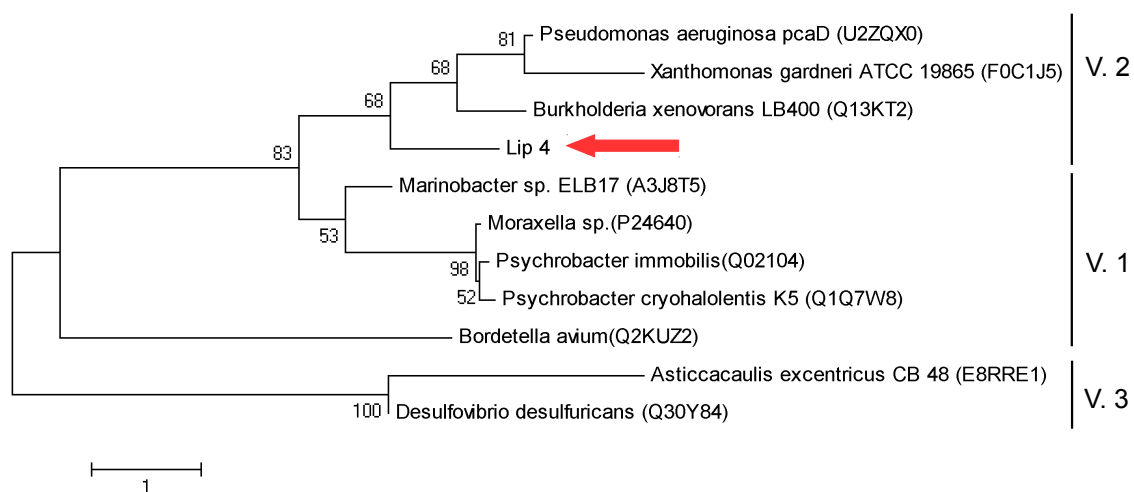 81
Pseudomonas aeruginosa pcaD (U2ZQX0)
68
Xanthomonas gardneri ATCC 19865 (F0C1J5)
V. 2
68
Burkholderia xenovorans LB400 (Q13KT2)
83
Lip 4
Marinobacter sp. ELB17 (A3J8T5)
53
Moraxella sp.(P24640)
98
Psychrobacter immobilis(Q02104)
V. 1
52
Psychrobacter cryohalolentis K5 (Q1Q7W8)
Bordetella avium(Q2KUZ2)
Asticcacaulis excentricus CB 48 (E8RRE1)
V. 3
100
Desulfovibrio desulfuricans (Q30Y84)
1